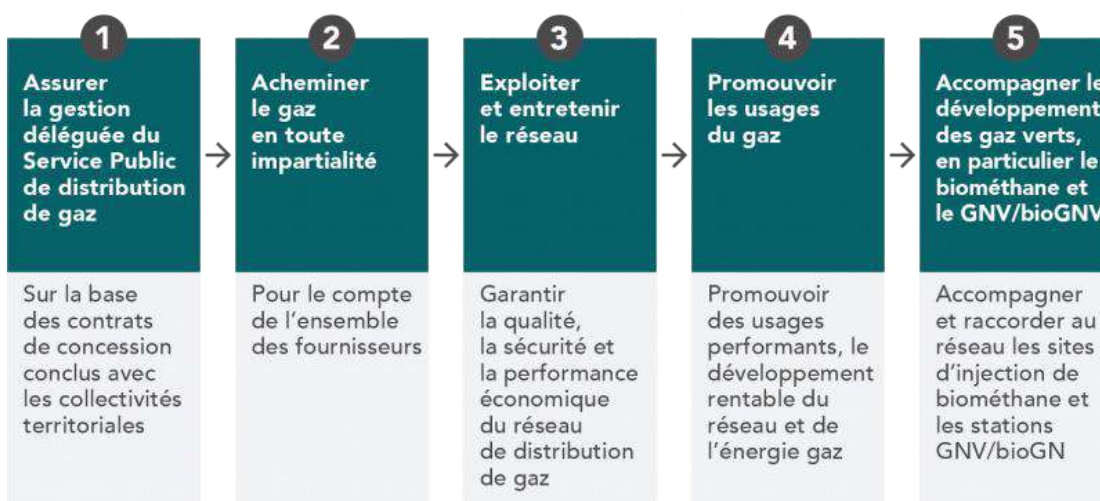 1
Assurer
la gestion
déléguée du
Service Public
de distribution
de gaz
Sur la base
des contrats
de concession
conclus avec
les collectivités
territoriales
2
Acheminer
le gaz
en toute
impartialité
Pour le compte
de l'ensemble
des fournisseurs
3
Exploiter
et entretenir
le réseau
Garantir
la qualité,
la sécurité et
la performance
économique
du réseau
de distribution
de gaz
4
Promouvoir
les usages
du gaz
Promouvoir
des usages
performants, le
développement
rentable du
réseau et de
l'énergie gaz
5
Accompagner le
développement
des gaz verts,
en particulier le
biométhane et
le GNV/bioGNV
Accompagner
et raccorder au
réseau les sites
d'injection de
biométhane et
les stations
GNV/bioGN